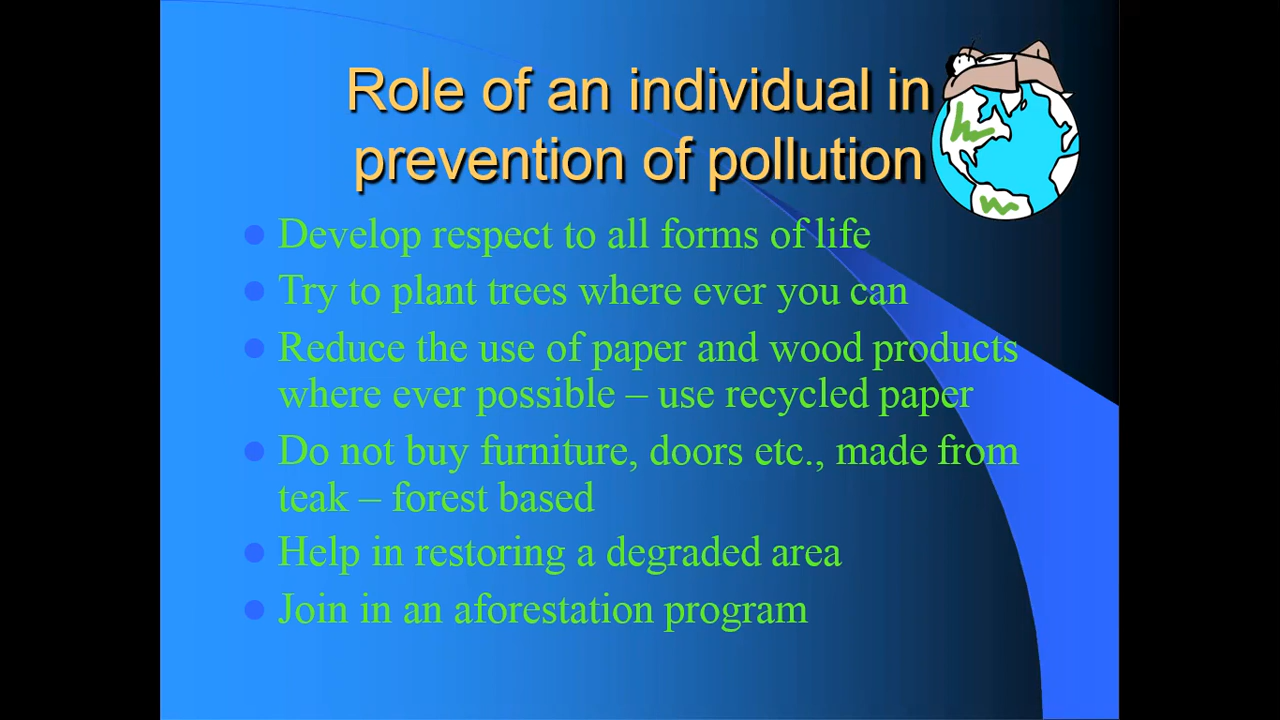 Role of an individual in
prevention of pollution
Develop respect to all forms of life
Try to plant trees where ever you can
Reduce the use of paper and wood products
where ever possible – use recycled paper
Do not buy furniture, doors etc., made from
teak – forest based
Help in restoring a degraded area
Join in an aforestation program